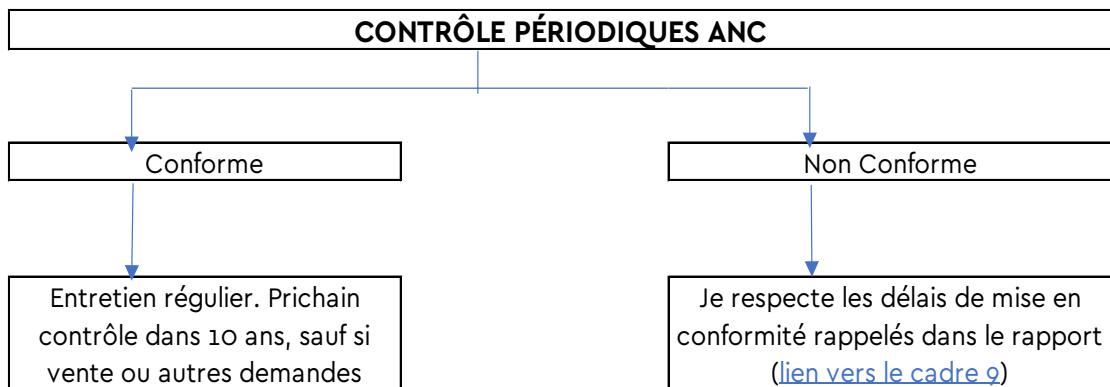 CONTRÔLE PÉRIODIQUES ANC
Conforme
Non Conforme
Entretien régulier. Prichain
contrôle dans 10 ans, sauf si
vente ou autres demandes
Je respecte les délais de mise en
conformité rappelés dans le rapport
(lien vers le cadre 9)